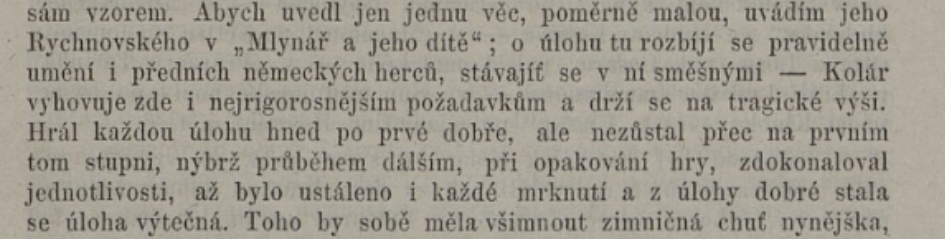 sám vzorem. Abych uvedl jen jednu věc, poměrně malou, uvádím jeho
Rychnovského v „Mlynář a jeho dítě“; o úlohu tu rozbíjí se pravidelně
umění i předních německých herců, stávajíť se v ní směšnými — Kolár
vyhovuje zde i nejrigorosnějším požadavkům a drží se na tragické výši.
Hrál každou úlohu hned po prvé dobře, ale nezůstal přec na prvním
tom stupni, nýbrž průběhem dálším, při opakování hry, zdokonaloval
jednotlivosti, až bylo ustáleno i každé mrknutí a z úlohy dobré stala
se úloha výtečná. Toho by sobě měla všimnout zimničná chuť nynějška,